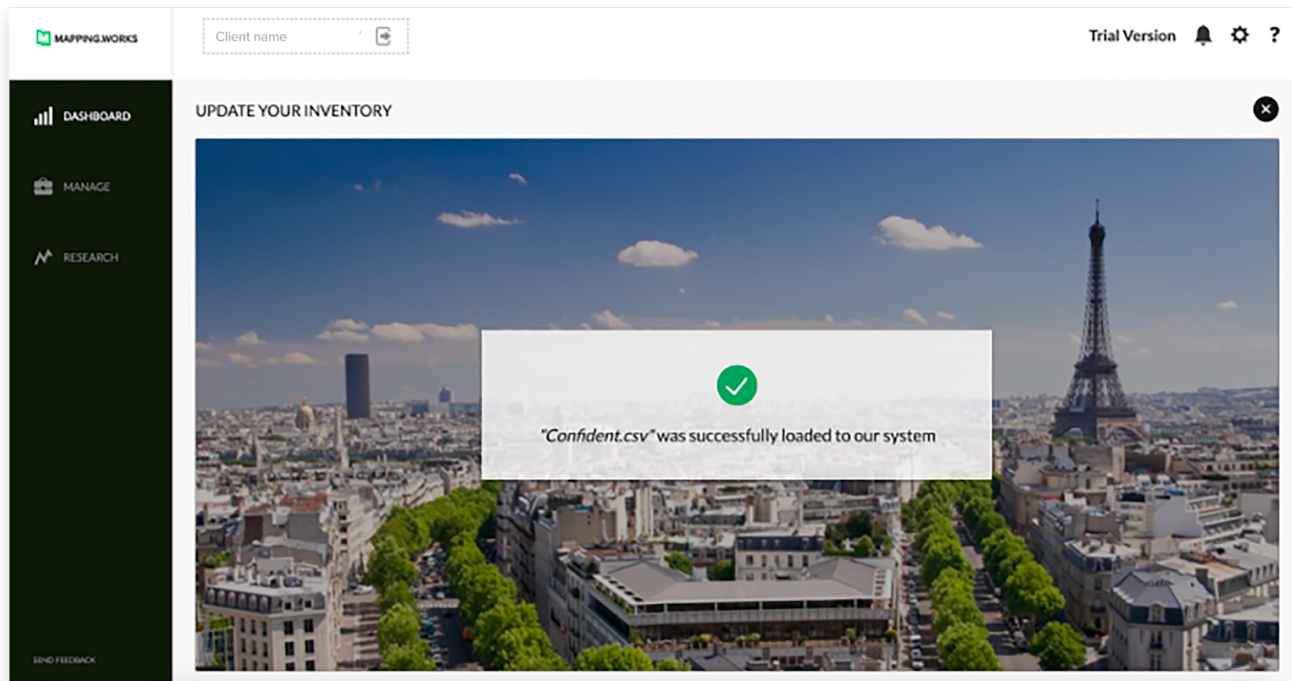 MAPPING.WORKS
Client name
Trial Version
?
DASHBOARD
UPDATE YOUR INVENTORY
MANAGE
RESEARCH
"Confident.csv" was successfully loaded to our system
SEND FEEDBACK